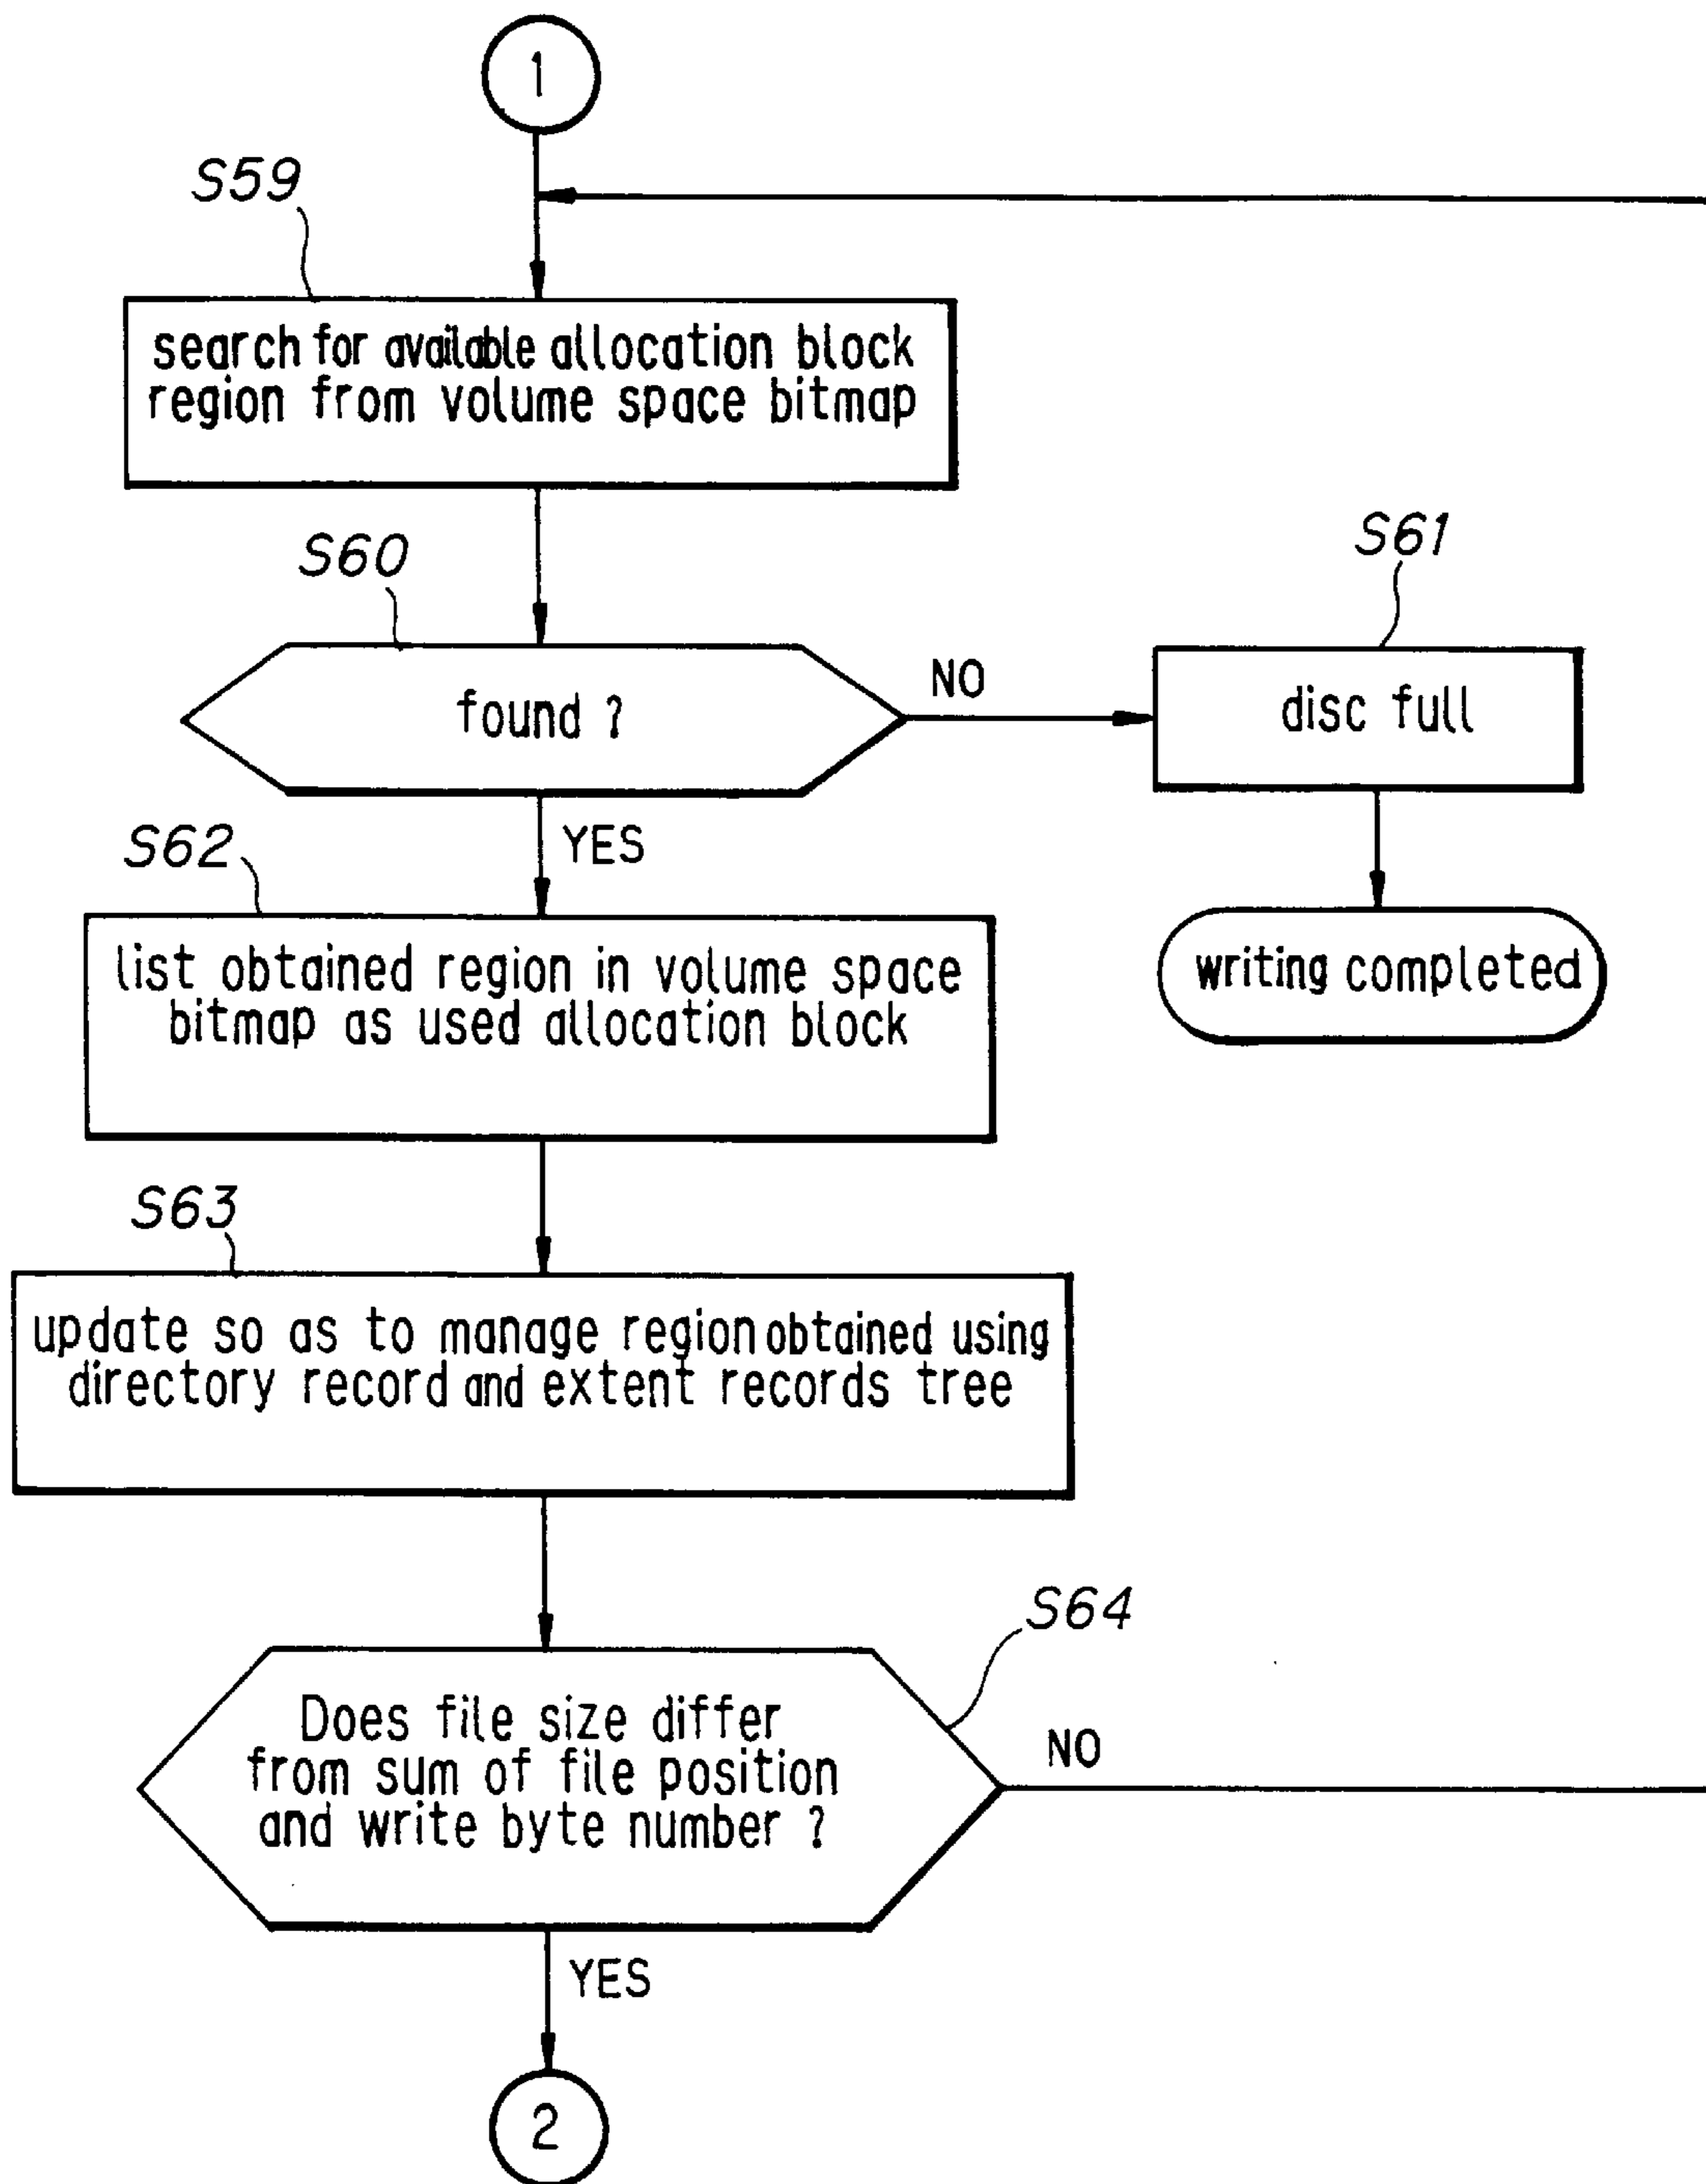 1
S59
search for available allocation block
region from volume space bitmap
S60
found ?
NO
S61
disc full
YES
writing completed
S62
list obtained region in volume space
bitmap as used allocation block
S63
update so as to manage region obtained using
directory record and extent records tree
S64
Does file size differ
from sum of file position
and write byte number ?
NO
YES
2